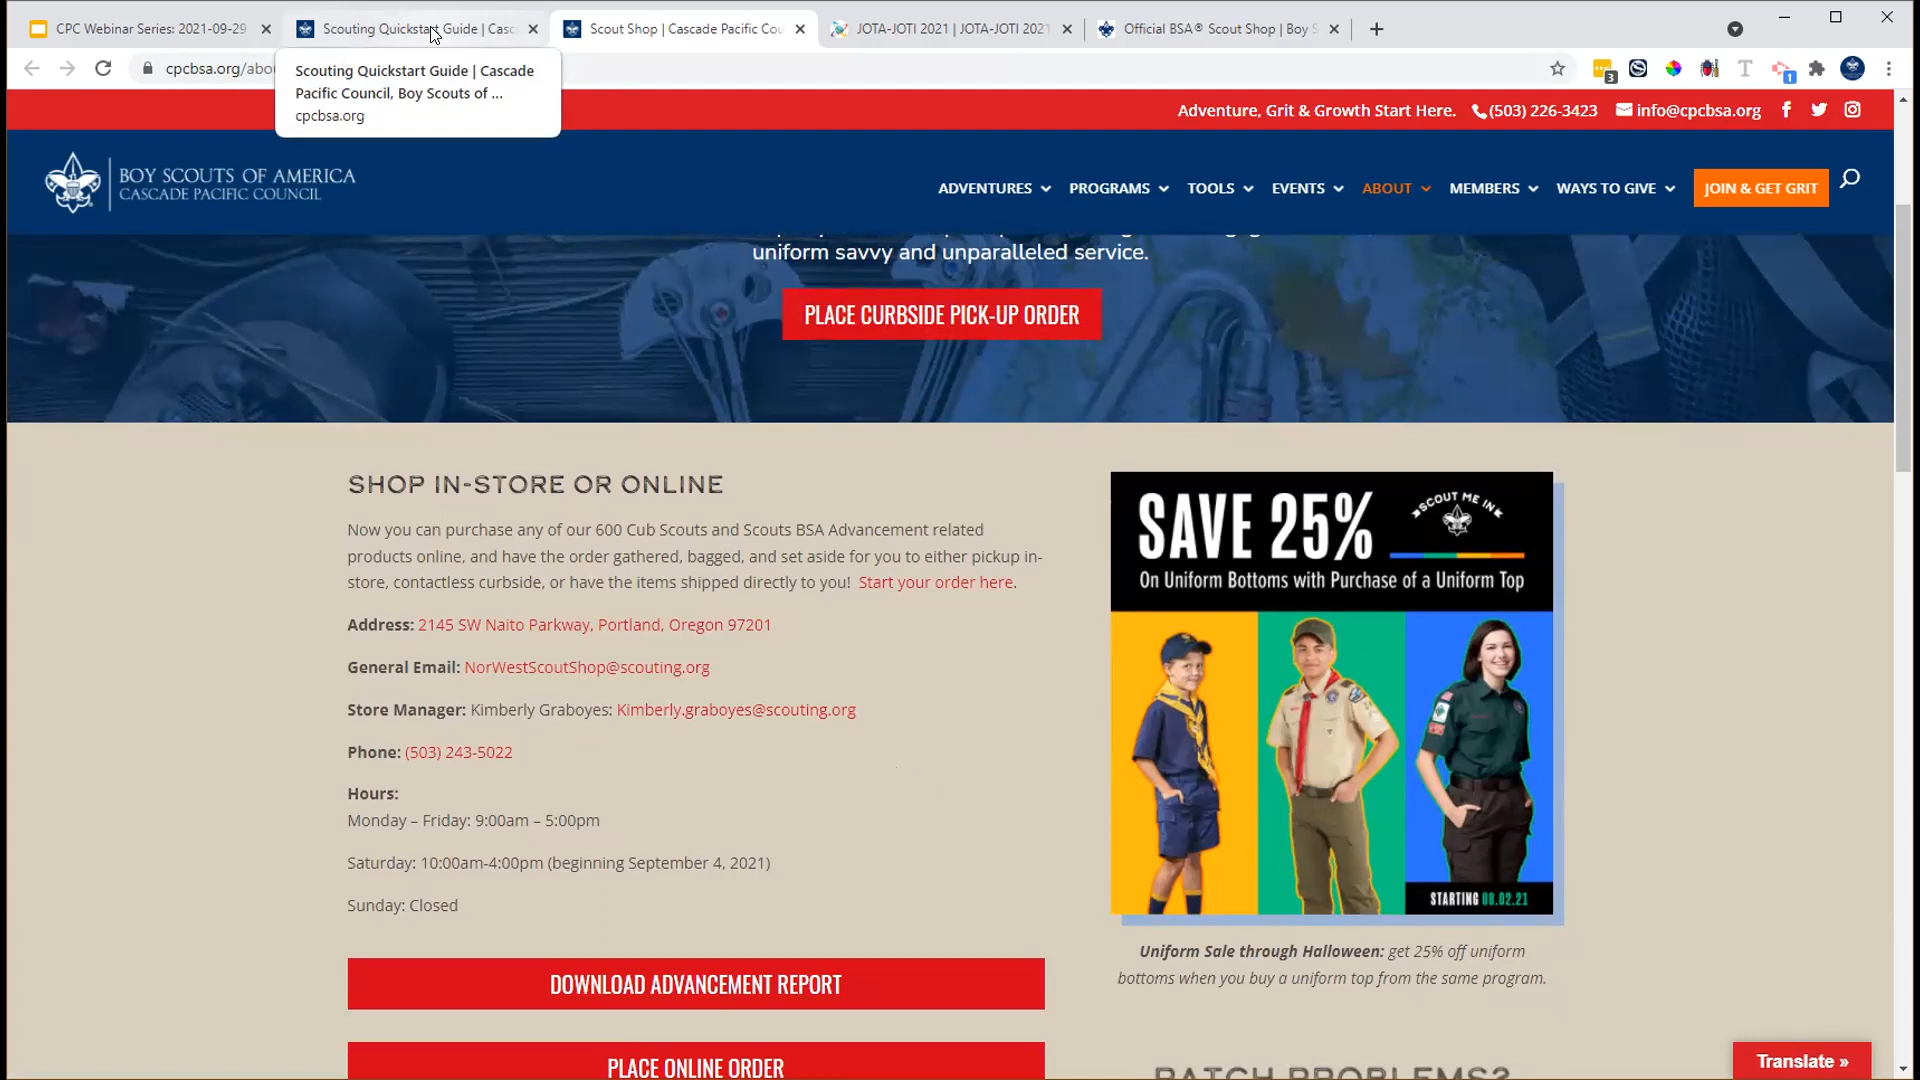 CPC Webinar Series: 2021-09-29
Scouting Quickstart Guide | Casc
Scout Shop | Cascade Pacific Cou
JOTA-JOTI 2021 | JOTA-JOTI 2021
Official BSA® Scout Shop | Boy S
cpcbsa.org/abo
3
T
1
Scouting Quickstart Guide | Cascade
Pacific Council, Boy Scouts of ...
cpcbsa.org
Adventure, Grit & Growth Start Here.
(503) 226-3423
info@cpcbsa.org
BOY SCOUTS OF AMERICA
CASCADE PACIFIC COUNCIL
ADVENTURES
PROGRAMS
TOOLS
EVENTS
ABOUT
MEMBERS
WAYS TO GIVE
JOIN & GET GRIT
uniform savvy and unparalleled service.
PLACE CURBSIDE PICK-UP ORDER
SHOP IN-STORE OR ONLINE
Now you can purchase any of our 600 Cub Scouts and Scouts BSA Advancement related
products online, and have the order gathered, bagged, and set aside for you to either pickup in-
store, contactless curbside, or have the items shipped directly to you! Start your order here.
Address: 2145 SW Naito Parkway, Portland, Oregon 97201
General Email: NorWestScoutShop@scouting.org
Store Manager: Kimberly Graboyes: Kimberly.graboyes@scouting.org
Phone: (503) 243-5022
Hours:
Monday – Friday: 9:00am – 5:00pm
Saturday: 10:00am-4:00pm (beginning September 4, 2021)
Sunday: Closed
DOWNLOAD ADVANCEMENT REPORT
PLACE ONLINE ORDER
SAVE 25%
SCOUT ME IN
On Uniform Bottoms with Purchase of a Uniform Top
STARTING 08.02.21
Uniform Sale through Halloween: get 25% off uniform
bottoms when you buy a uniform top from the same program.
PATCH PROBLEMS?
Translate »